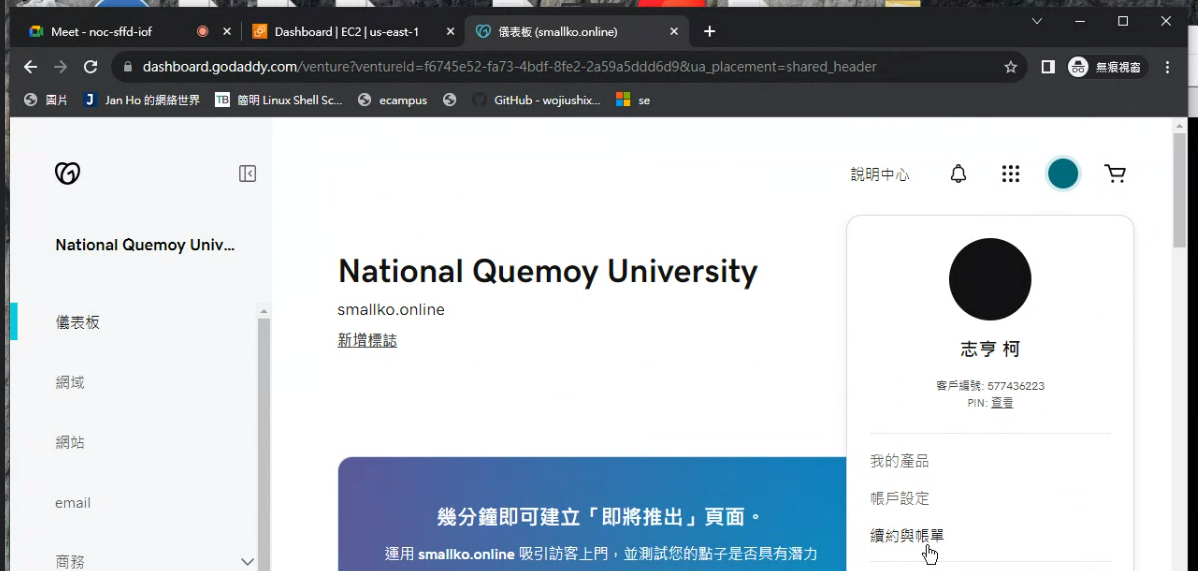 Meet - noc-sffd-iof
Dashboard | EC2 | us-east-1
儀表板 (smallko.online)
dashboard.godaddy.com/venture?ventureId=f6745e52-fa73-4bdf-8fe2-2a59a5ddd6d9&ua_placement=shared_header
無痕視窗
圖片
J
Jan Ho 的網絡世界
TB
簡明 Linux Shell Sc...
ecampus
GitHub - wojiushix...
se
說明中心
National Quemoy Univ...
儀表板
網域
網站
email
商務
National Quemoy University
smallko.online
新增標誌
幾分鐘即可建立「即將推出」頁面。
運用 smallko.online 吸引訪客上門，並測試您的點子是否具有潛力
志亨 柯
客戶編號: 577436223
PIN: 查看
我的產品
帳戶設定
續約與帳單